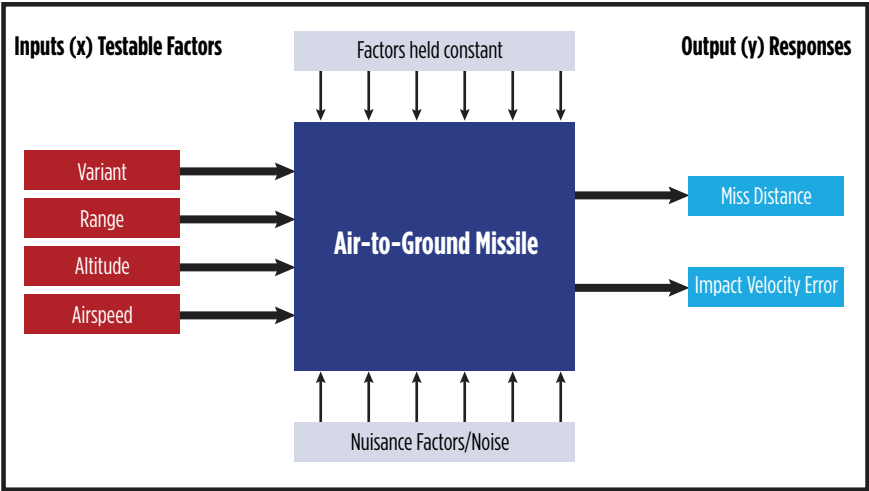 Inputs (x) Testable Factors
Factors held constant
Output (y) Responses
Variant
Range
Altitude
Airspeed
Air-to-Ground Missile
Miss Distance
Impact Velocity Error
Nuisance Factors/Noise